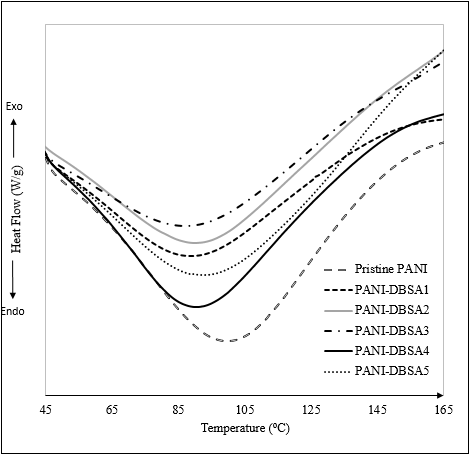 Exo
Heat Flow (W/g)
Endo
Pristine PANI
PANI-DBSA1
PANI-DBSA2
PANI-DBSA3
PANI-DBSA4
PANI-DBSA5
45 65 85 105 125 145 165
Temperature (ºC)